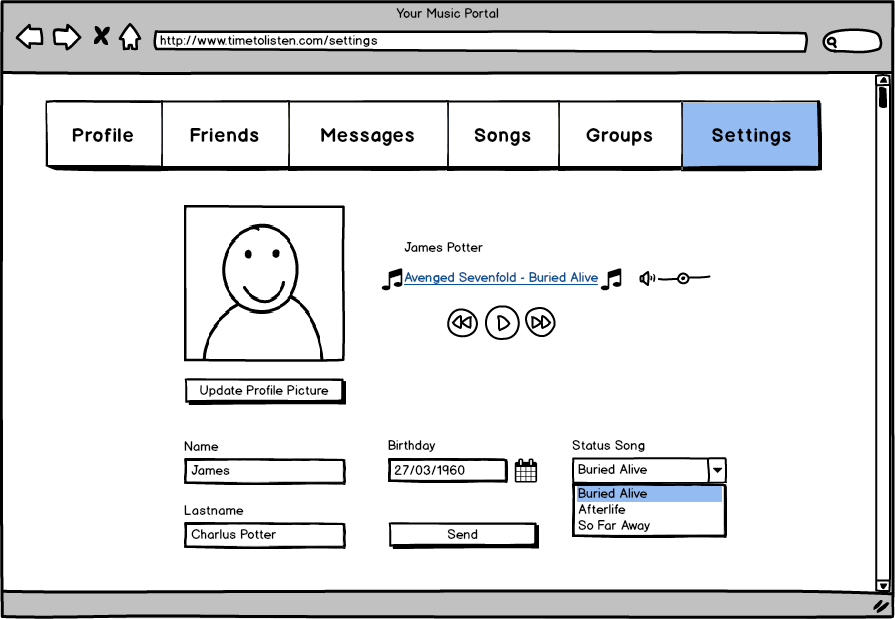 Your Music Portal
http://www.timetolisten.com/settings
Profile Friends Messages Songs Groups Settings
James Potter
Avenged Sevenfold - Buried Alive
Update Profile Picture
Name Birthday Status Song
James 27/03/1960 Buried Alive
Buried Alive
Lastname Afterlife
So Far Away
Charlus Potter Send